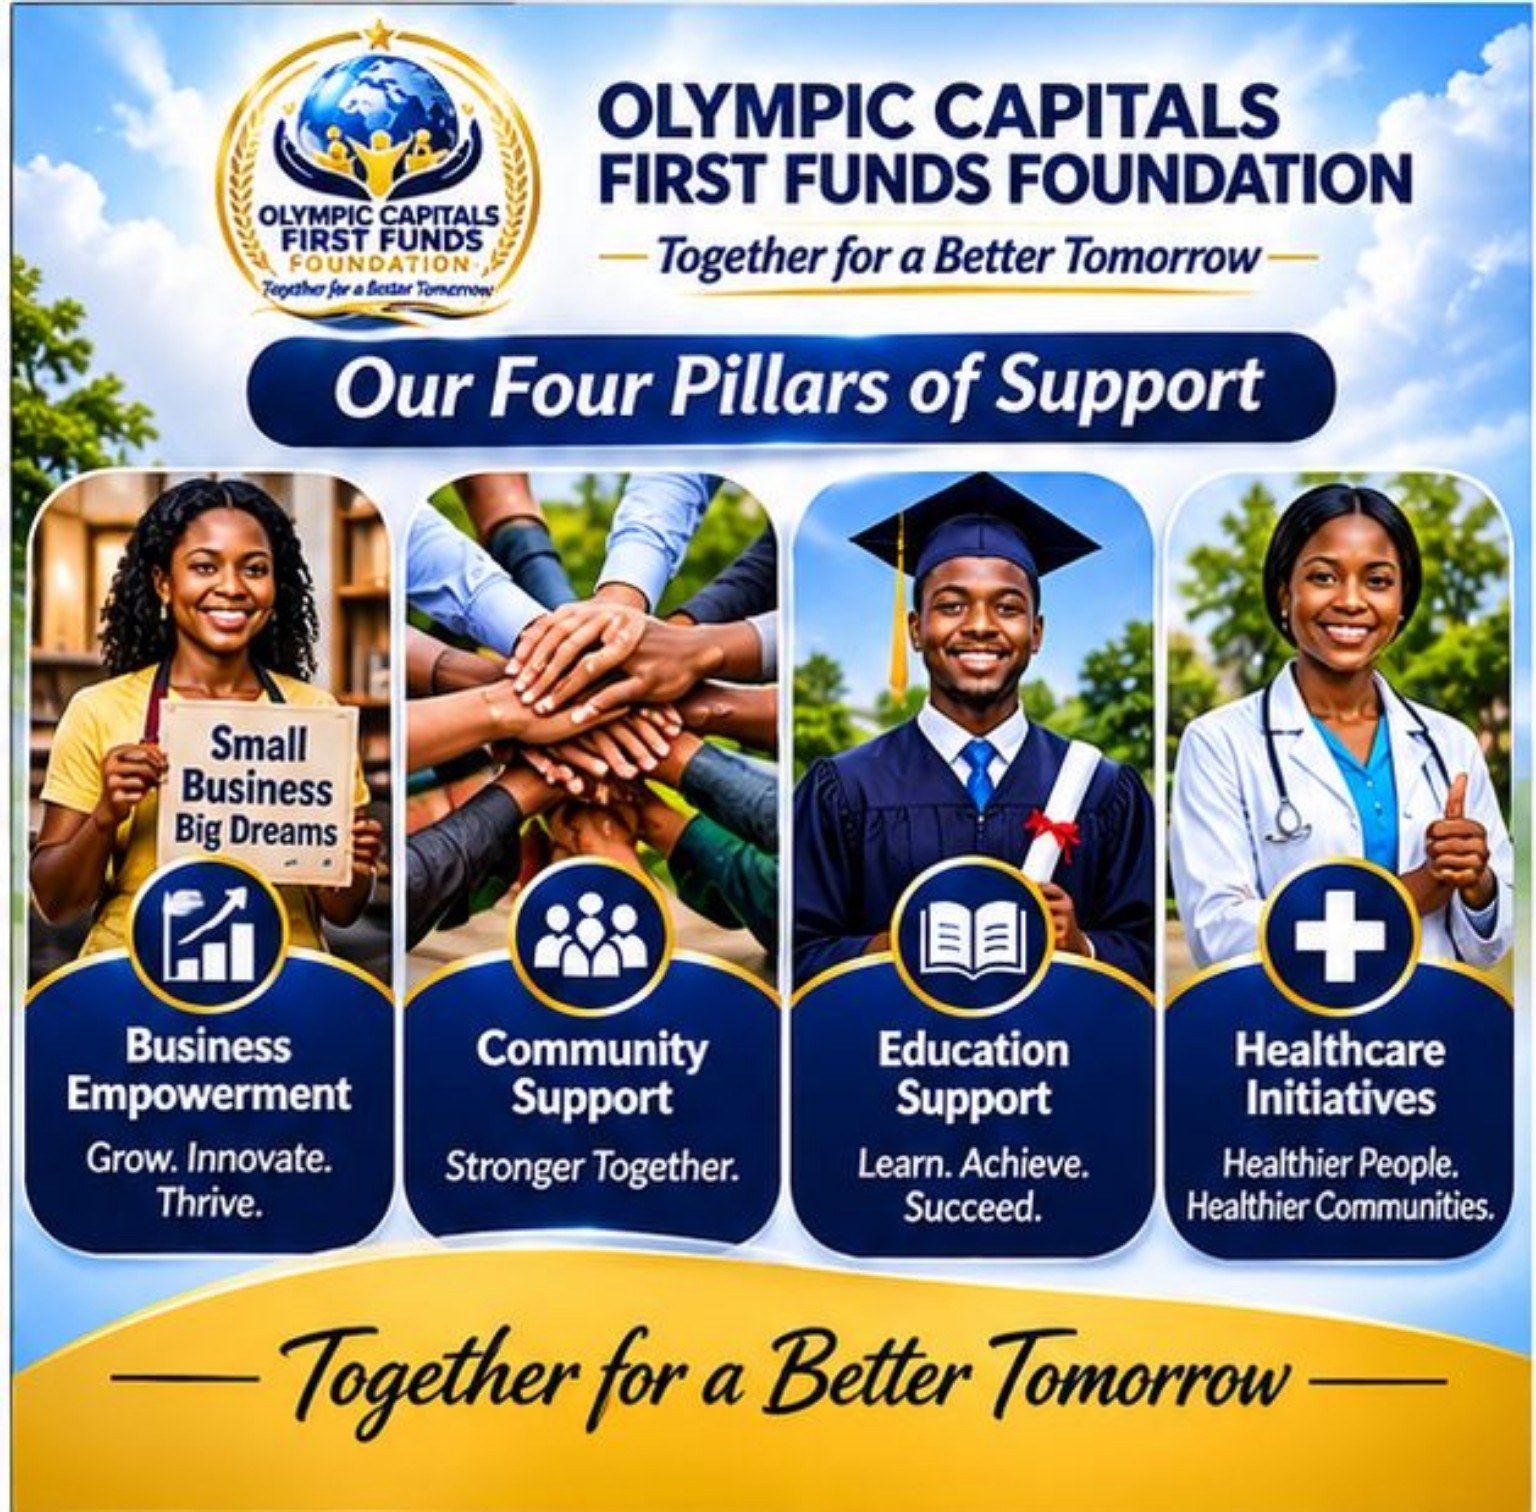 OLYMPIC CAPITALS
FIRST FUNDS
FOUNDATION
Together for a Better Tomorrow
OLYMPIC CAPITALS
FIRST FUNDS FOUNDATION
Together for a Better Tomorrow
Our Four Pillars of Support
Small
Business
Big Dreams
Business
Empowerment
Grow. Innovate.
Thrive.
Community
Support
Stronger Together.
Education
Support
Learn. Achieve.
Succeed.
Healthcare
Initiatives
Healthier People.
Healthier Communities.
Together for a Better Tomorrow